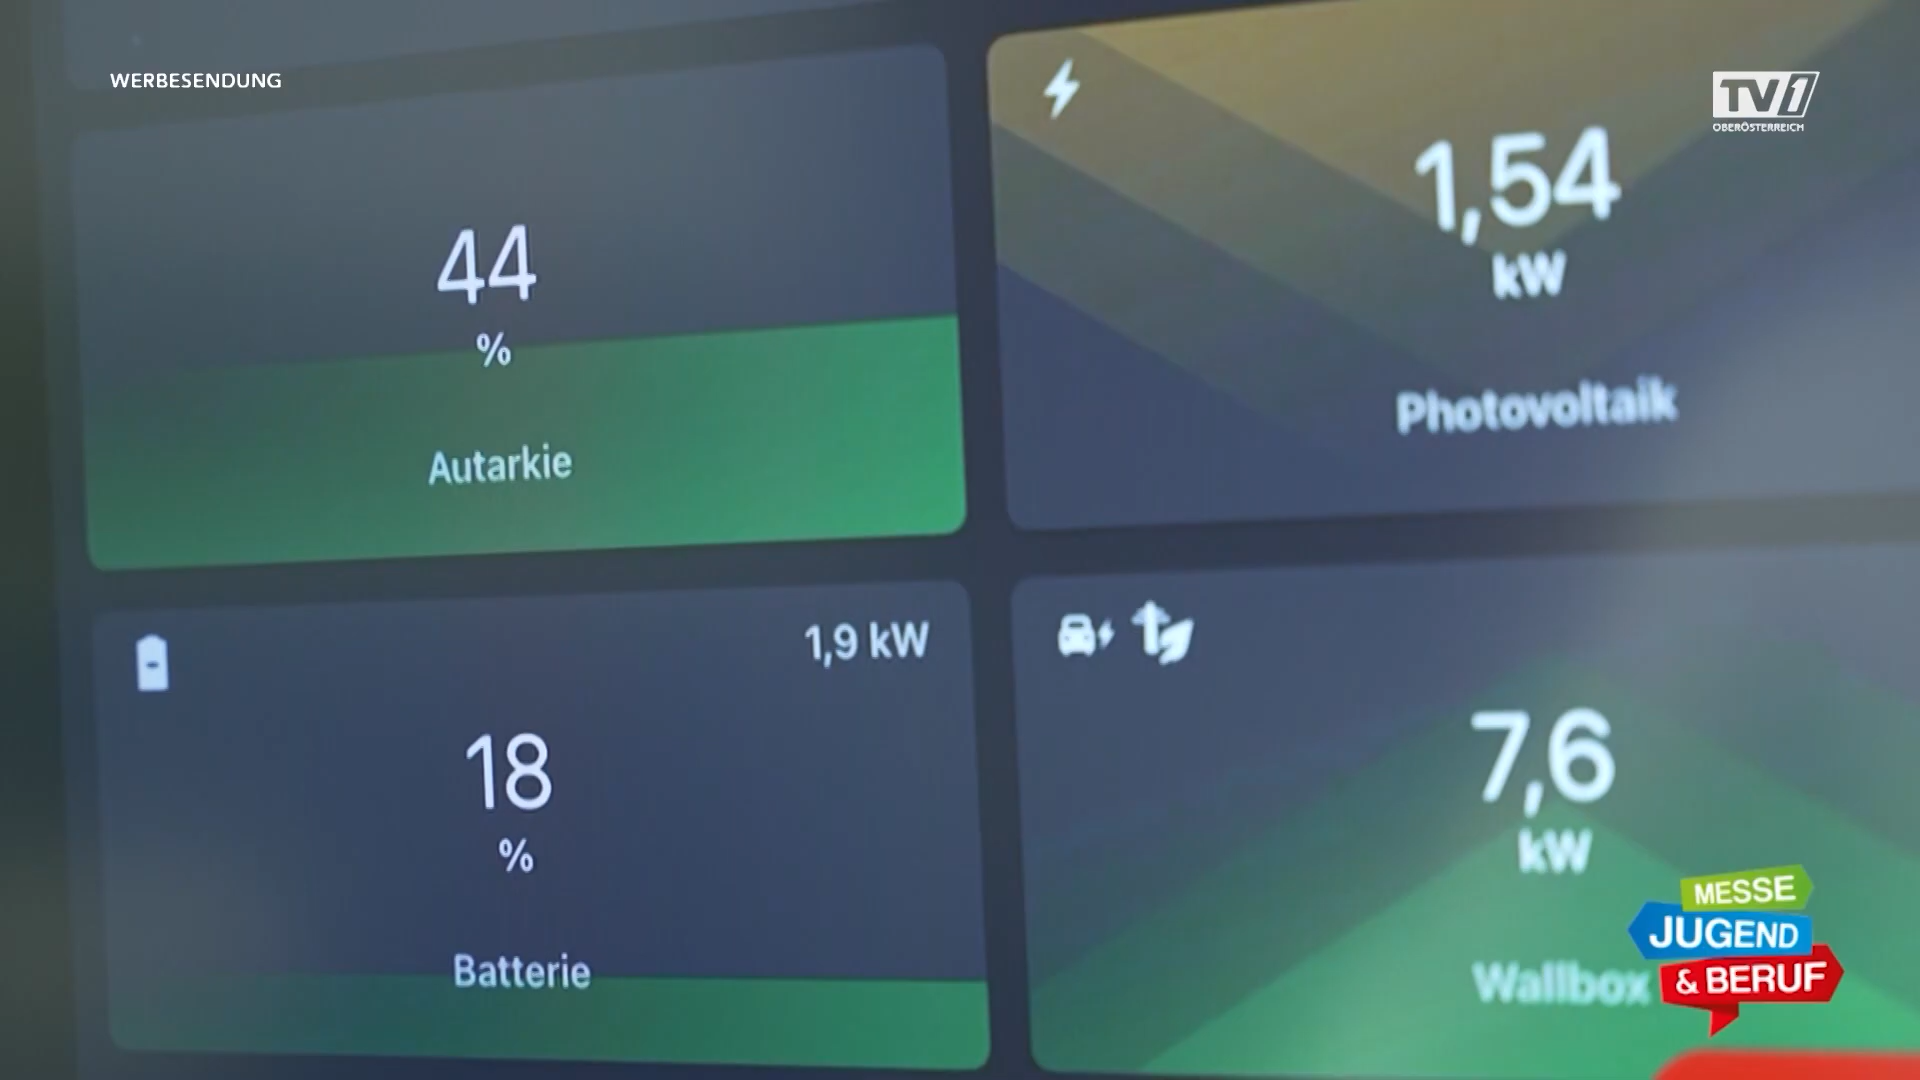 WERBESENDUNG
TV1
OBERÖSTERREICH
44
%
Autarkie
1,54
kW
Photovoltaik
1,9 kW
18
%
Batterie
7,6
kW
Wallbox
MESSE
JUGEND
& BERUF